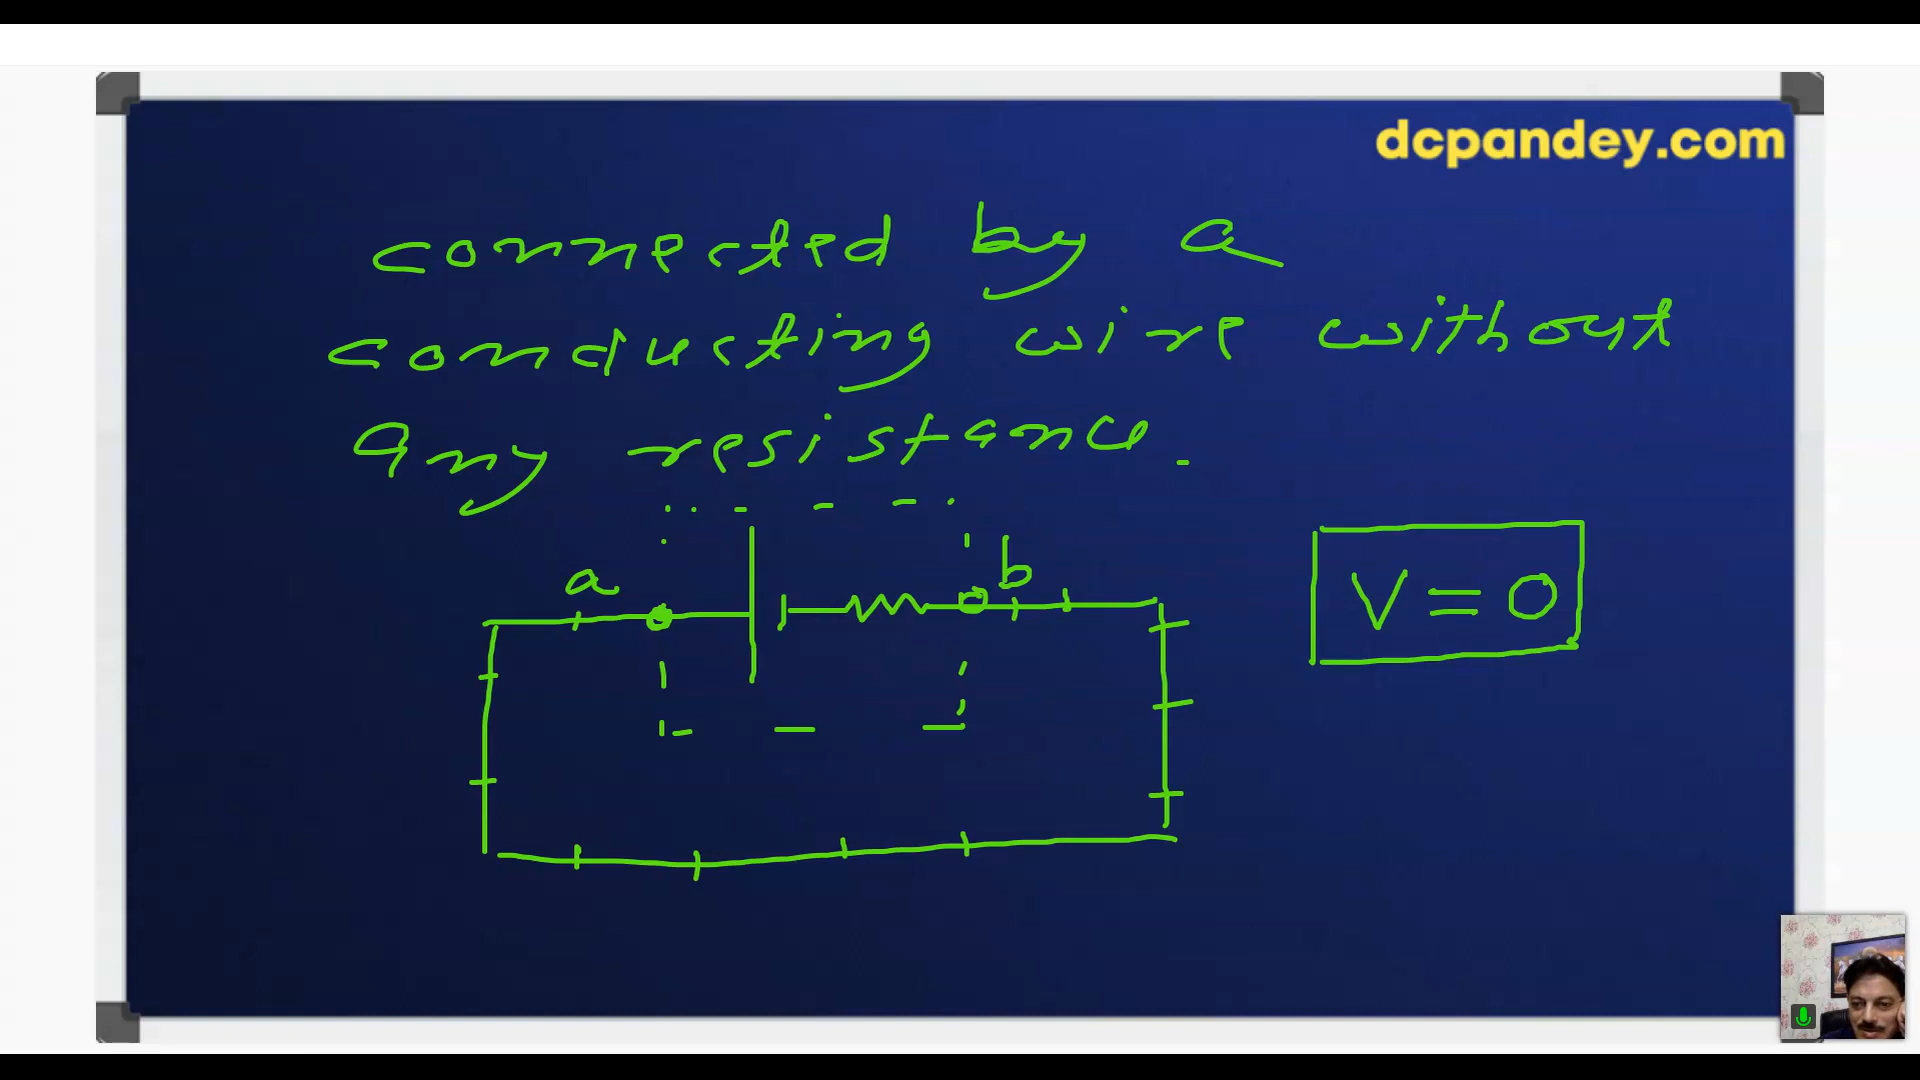 dcpandey.com
connected by a
conducting wire without
any resistance.
a b
V = 0